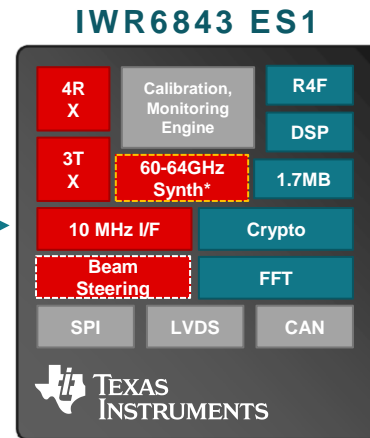 IWR6843 ES1
4R
X
Calibration,
Monitoring
Engine
R4F
DSP
3T
X
60-64GHz
Synth*
1.7MB
10 MHz I/F
Crypto
Beam
Steering
FFT
SPI
LVDS
CAN
TEXAS
INSTRUMENTS